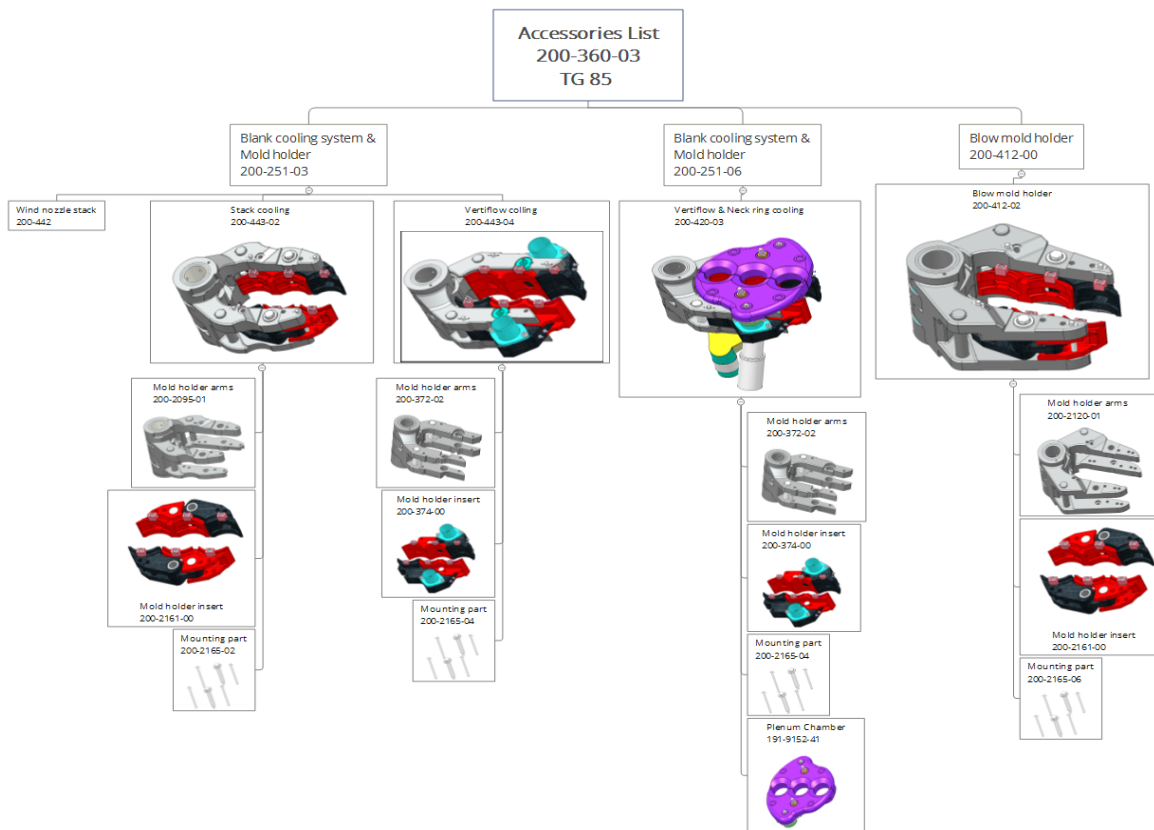 Accessories List
200-360-03
TG 85
Blank cooling system &
Mold holder
200-251-03
Blank cooling system &
Mold holder
200-251-06
Blow mold holder
200-412-00
Wind nozzle stack
200-442
Stack cooling
200-443-02
Vertiflow colling
200-443-04
Vertiflow & Neck ring cooling
200-420-03
Blow mold holder
200-412-02
Mold holder arms
200-2095-01
Mold holder insert
200-2161-00
Mounting part
200-2165-02
Mold holder arms
200-372-02
Mold holder insert
200-374-00
Mounting part
200-2165-04
Mold holder arms
200-372-02
Mold holder insert
200-374-00
Mounting part
200-2165-04
Plenum Chamber
191-9152-41
Mold holder arms
200-2120-01
Mold holder insert
200-2161-00
Mounting part
200-2165-06